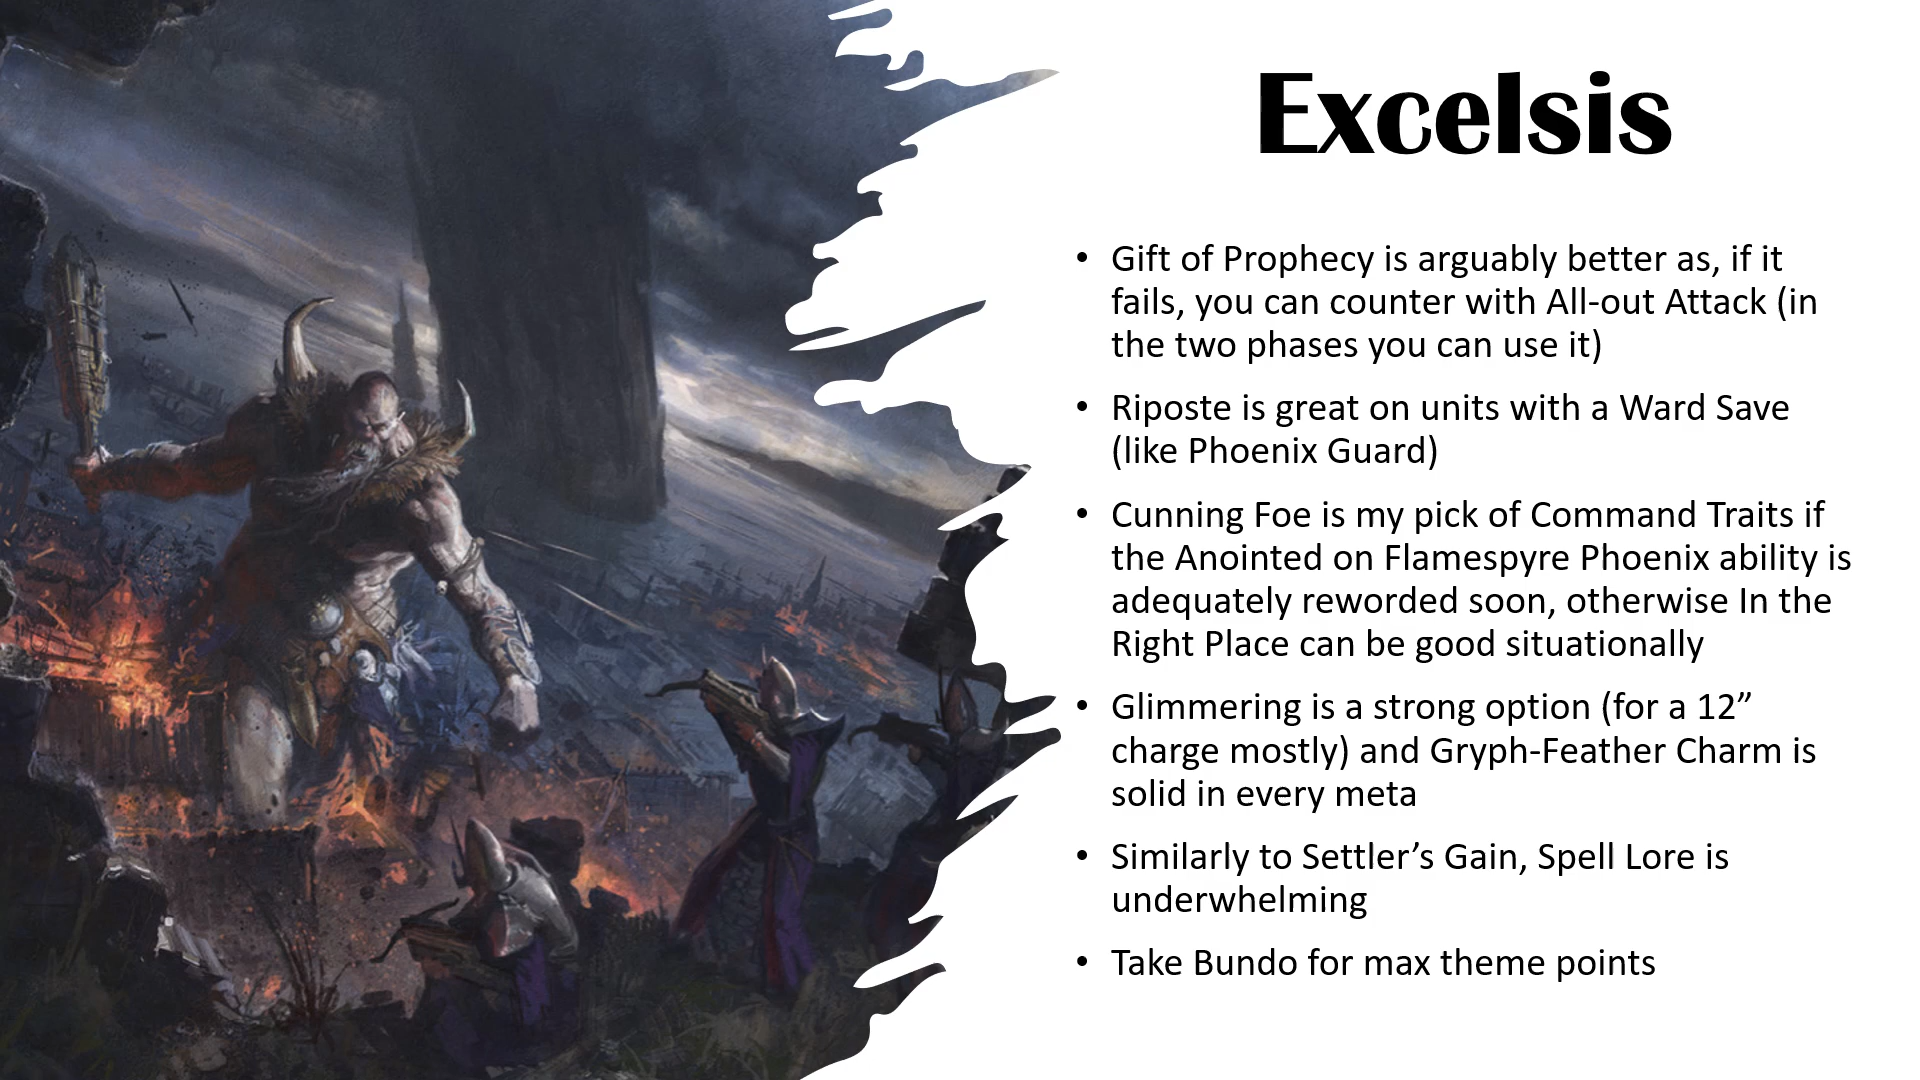 Excelsis
• Gift of Prophecy is arguably better as, if it
fails, you can counter with All-out Attack (in
the two phases you can use it)
• Riposte is great on units with a Ward Save
(like Phoenix Guard)
• Cunning Foe is my pick of Command Traits if
the Anointed on Flamespyre Phoenix ability is
adequately reworded soon, otherwise In the
Right Place can be good situationally
• Glimmering is a strong option (for a 12”
charge mostly) and Gryph-Feather Charm is
solid in every meta
• Similarly to Settler’s Gain, Spell Lore is
underwhelming
• Take Bundo for max theme points